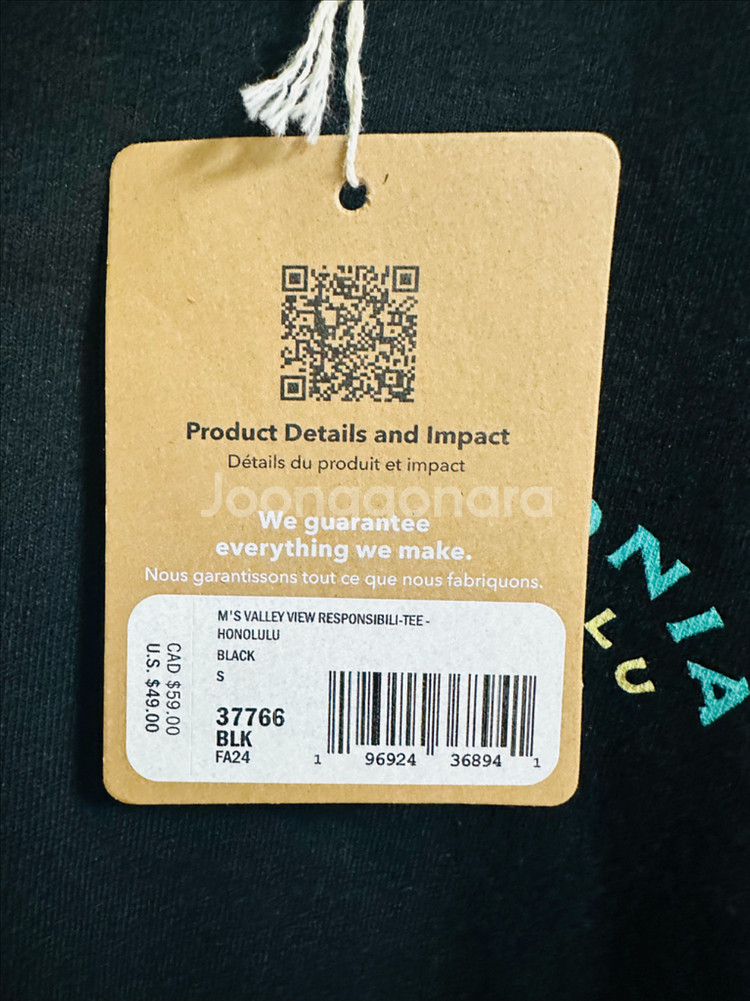 Product Details and Impact
Détails du produit et impact
Joonggonara
We guarantee
everything we make.
Nous garantissons tout ce que nous fabriquons.
M'S VALLEY VIEW RESPONSIBILI-TEE -
HONOLULU
BLACK
S
CAD $59.00
U.S. $49.00
37766
BLK
FA24
1 96924 36894 1
ONIA
LU